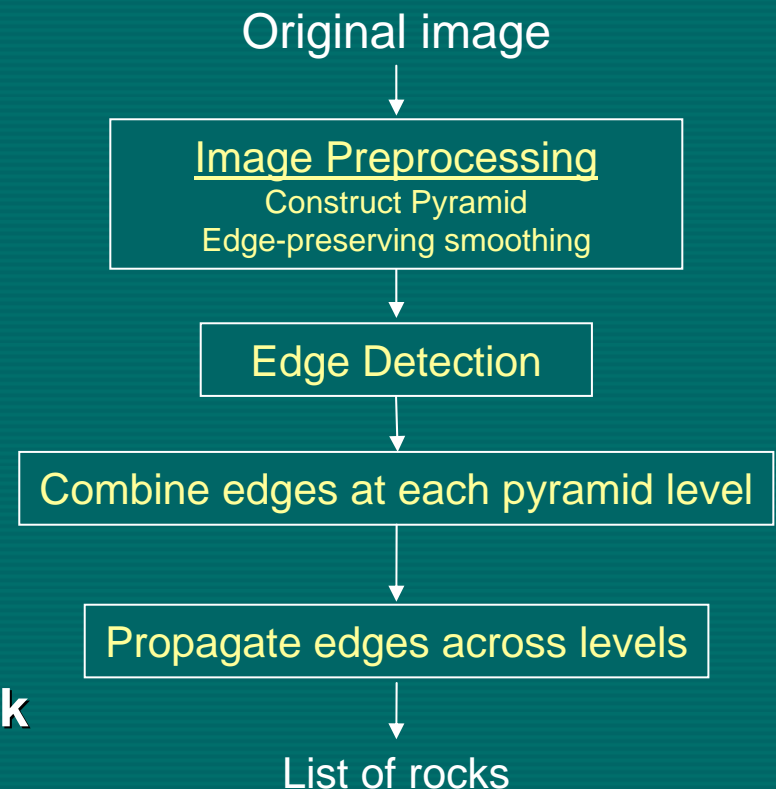 Original image
Image Preprocessing
Construct Pyramid
Edge-preserving smoothing
Edge Detection
Combine edges at each pyramid level
Propagate edges across levels
k
List of rocks